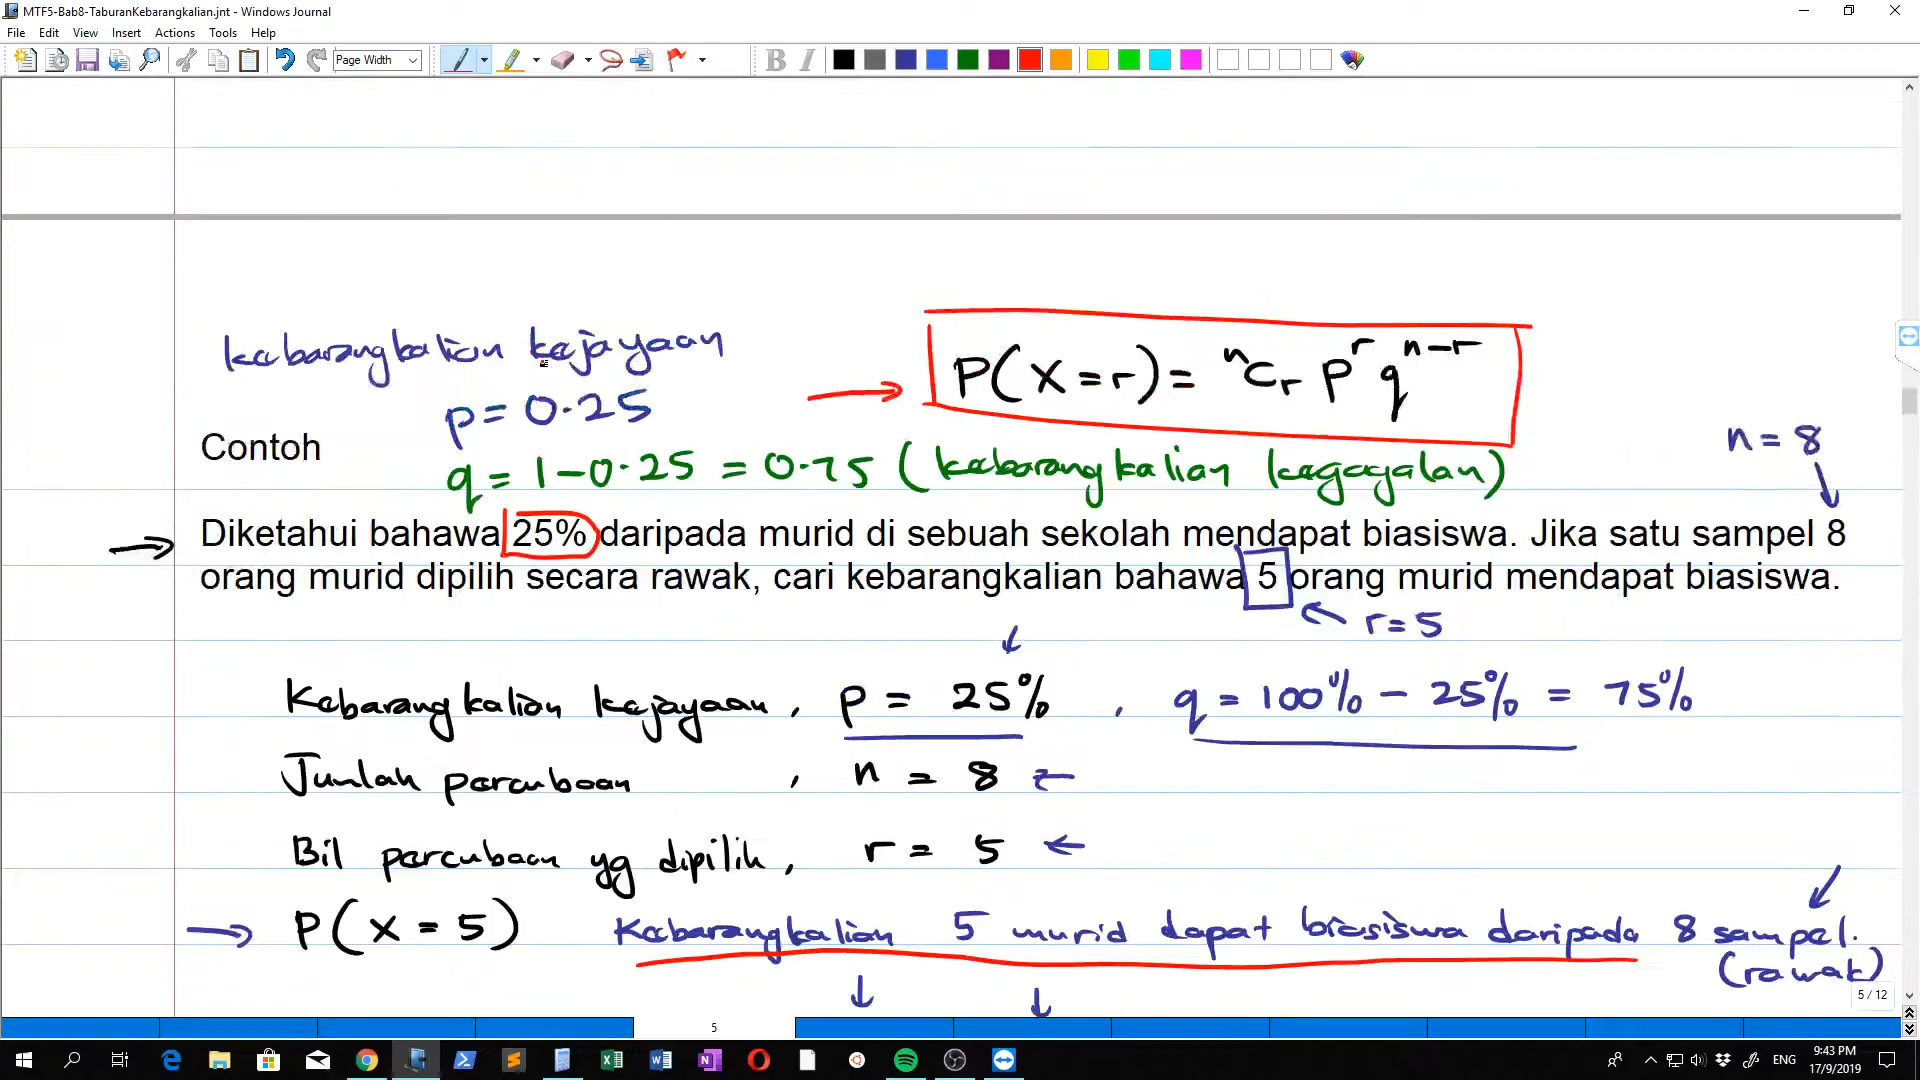 MTF5-Bab8-TaburanKebarangkalian.jnt - Windows Journal
File Edit View Insert Actions Tools Help
Page Width
kebarangkalian kejayaan
p = 0.25
P(X=r) = ⁿCᵣ pʳ qⁿ⁻ʳ
n = 8
Contoh
q = 1-0.25 = 0.75 (kebarangkalian kegagalan)
Diketahui bahawa 25% daripada murid di sebuah sekolah mendapat biasiswa. Jika satu sampel 8
orang murid dipilih secara rawak, cari kebarangkalian bahawa 5 orang murid mendapat biasiswa.
r = 5
Kebarangkalian kejayaan, p = 25% , q = 100% - 25% = 75%
Jumlah percubaan , n = 8
Bil percubaan yg dipilih, r = 5
P(X = 5) Kebarangkalian 5 murid dapat biasiswa daripada 8 sampel.
(rawak)
5 / 12
5
ENG
9:43 PM
17/9/2019